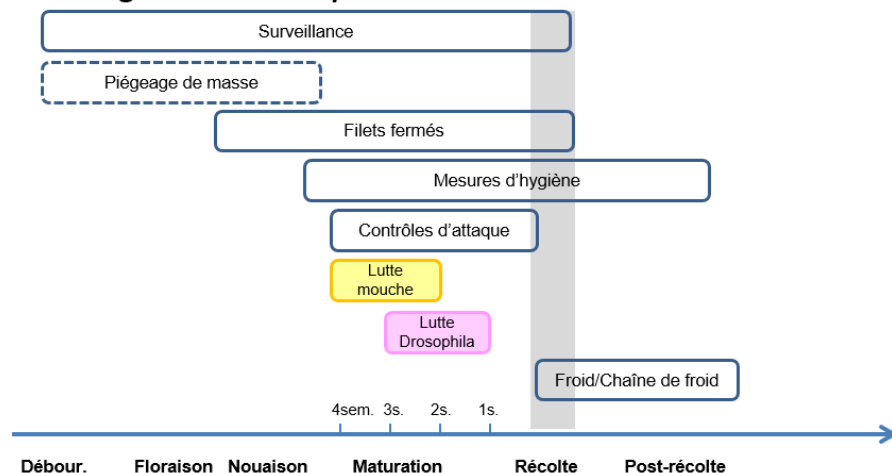 Surveillance
Piégeage de masse
Filets fermés
Mesures d'hygiène
Contrôles d'attaque
Lutte
mouche
Lutte
Drosophila
Froid/Chaîne de froid
4sem. 3s. 2s. 1s.
Débour. Floraison Nouaison Maturation Récolte Post-récolte